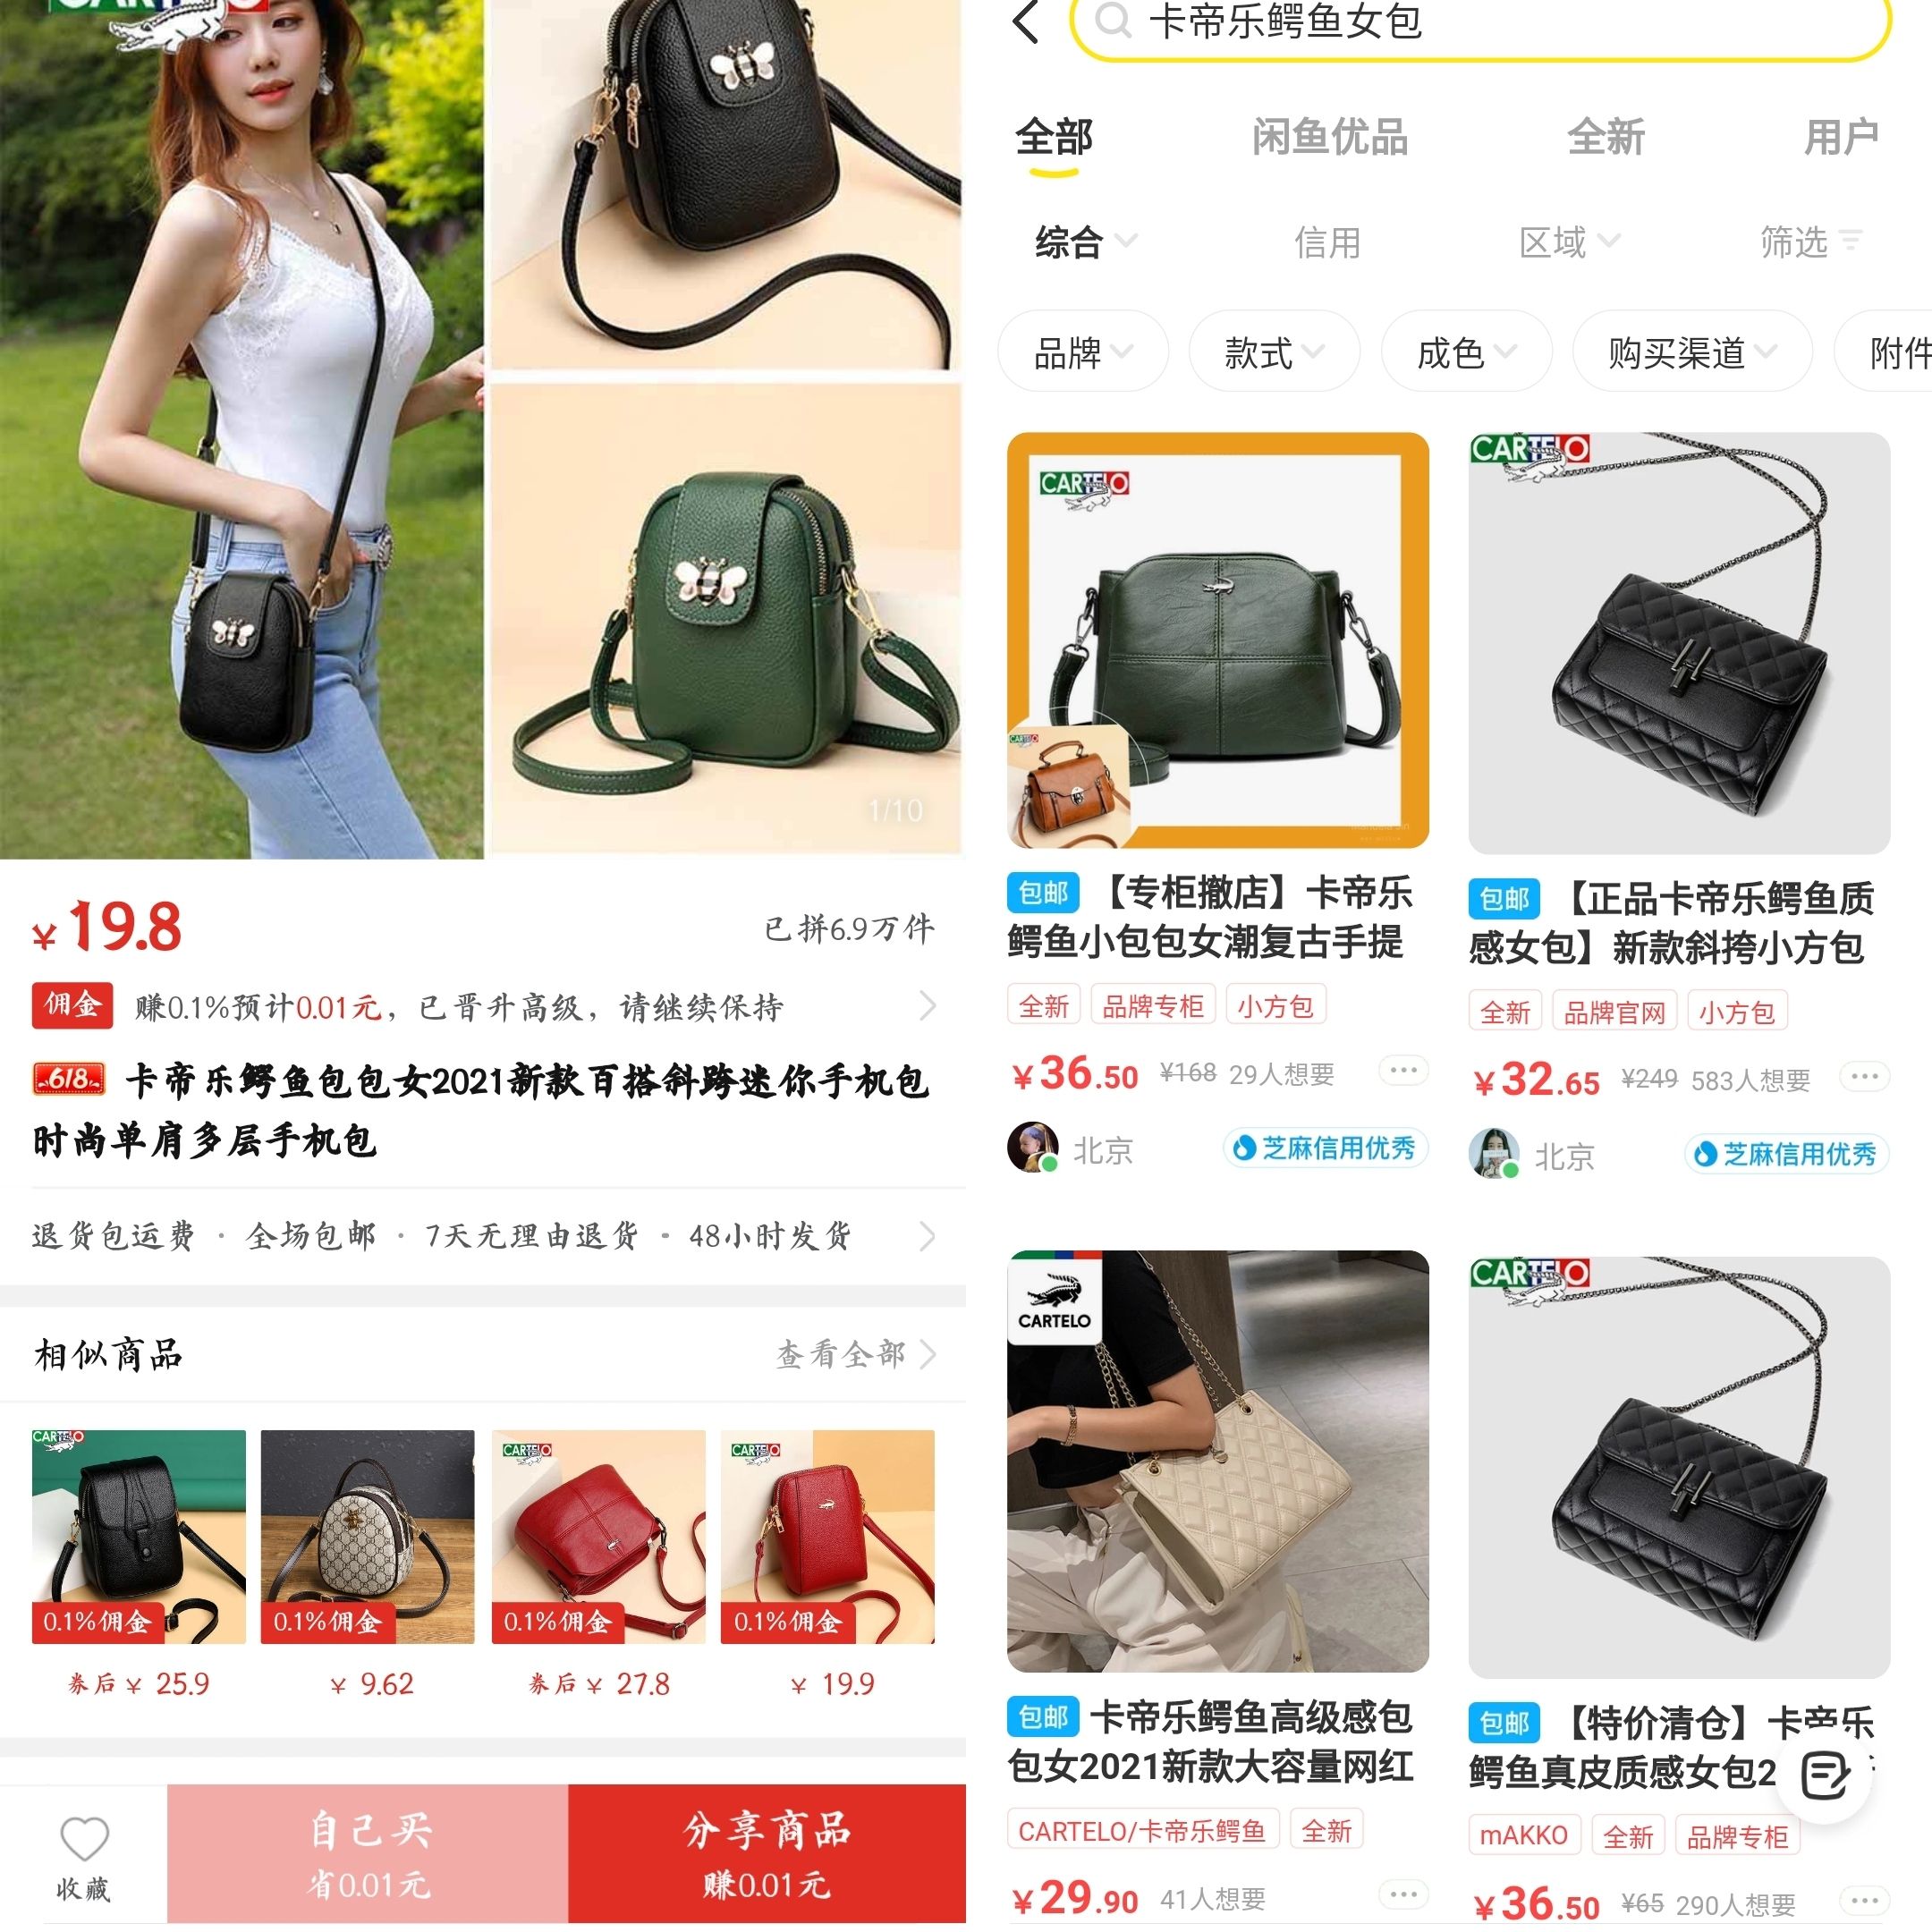 CARTELO
1/10
¥19.8
已拼6.9万件
佣金 赚0.1%预计0.01元，已晋升高级，请继续保持
6/8 卡帝乐鳄鱼包包女2021新款百搭斜跨迷你手机包
时尚单肩多层手机包
退货包运费 · 全场包邮 · 7天无理由退货 · 48小时发货
相似商品
查看全部
CARTELO
0.1%佣金
券后¥ 25.9
0.1%佣金
¥ 9.62
CARTELO
0.1%佣金
券后¥ 27.8
CARTELO
0.1%佣金
¥ 19.9
收藏
自己买
省0.01元
分享商品
赚0.01元
卡帝乐鳄鱼女包
全部 闲鱼优品 全新 用户
综合 信用 区域 筛选
品牌 款式 成色 购买渠道 附件
CARTELO
CARTELO
包邮 【专柜撤店】卡帝乐
鳄鱼小包包女潮复古手提
全新 品牌专柜 小方包
¥36.50 ¥168 29人想要
北京 芝麻信用优秀
CARTELO
包邮 【正品卡帝乐鳄鱼质
感女包】新款斜挎小方包
全新 品牌官网 小方包
¥32.65 ¥249 583人想要
北京 芝麻信用优秀
CARTELO
包邮 卡帝乐鳄鱼高级感包
包女2021新款大容量网红
CARTELO/卡帝乐鳄鱼 全新
¥29.90 41人想要
CARTELO
包邮 【特价清仓】卡帝乐
鳄鱼真皮质感女包2
mAKKO 全新 品牌专柜
¥36.50 ¥65 290人想要